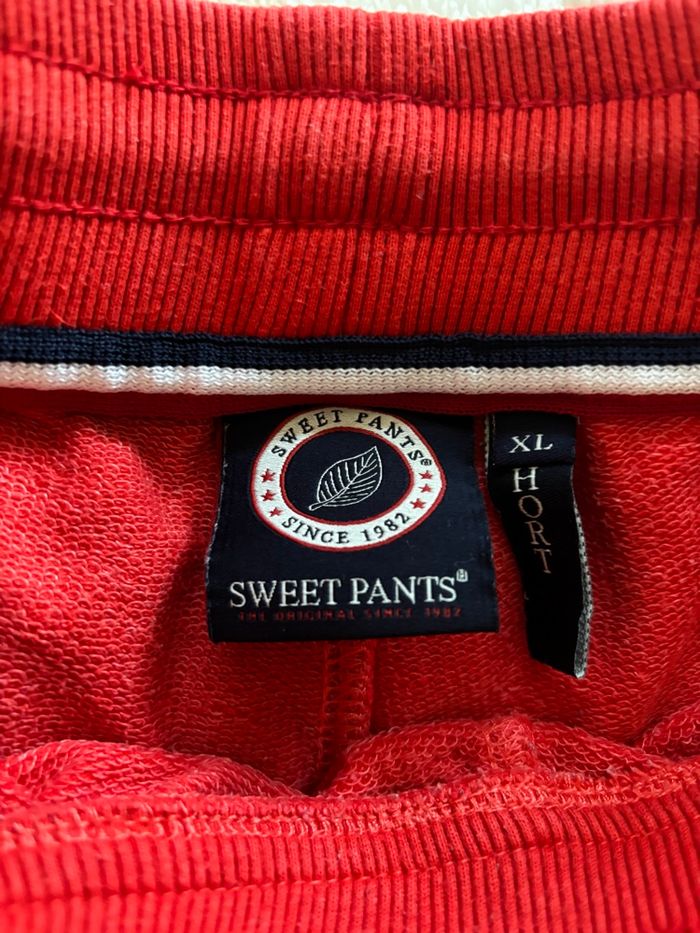 SWEET PANTS®
SINCE 1982
SWEET PANTS®
THE ORIGINAL SINCE 1982
XL
HORT